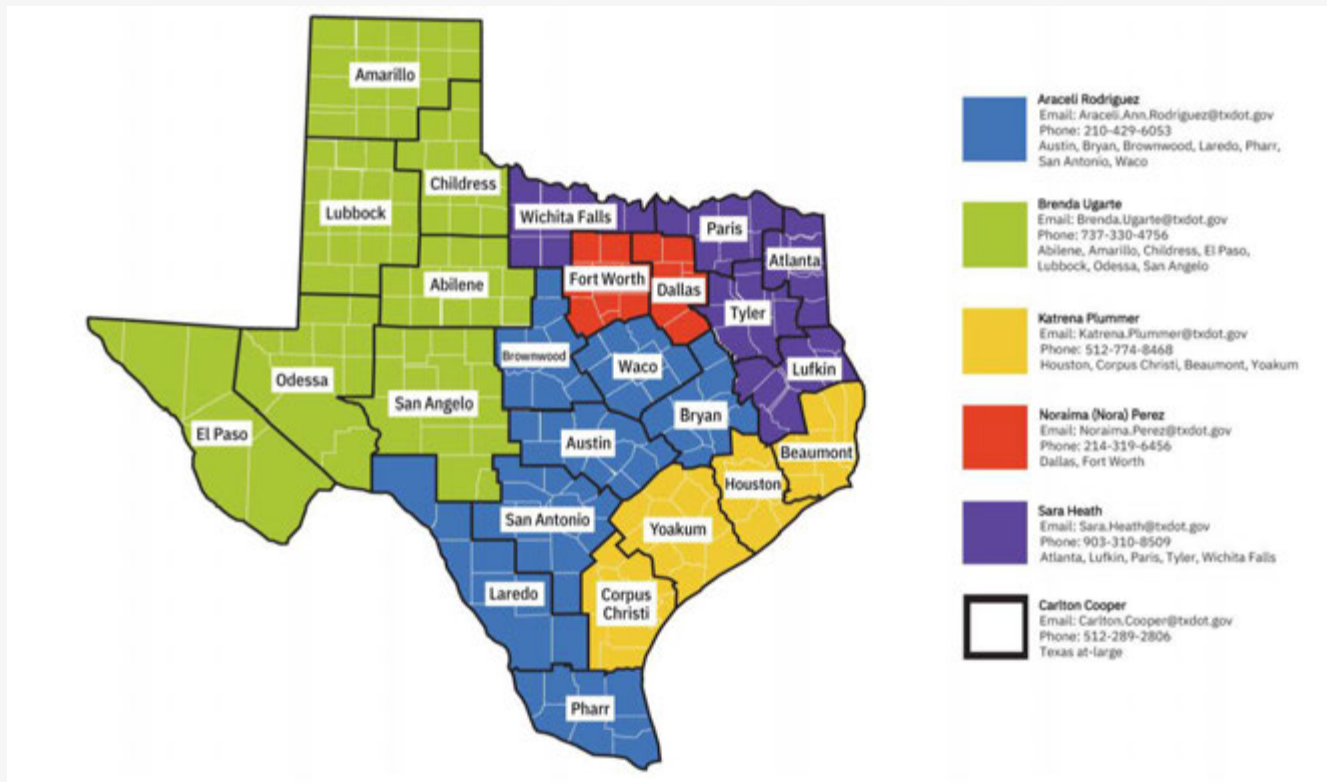 Amarillo
Childress
Lubbock
Wichita Falls
Paris
Atlanta
Fort Worth
Dallas
Abilene
Tyler
Brownwood
Waco
Lufkin
Odessa
San Angelo
Bryan
El Paso
Austin
Beaumont
Houston
San Antonio
Yoakum
Laredo
Corpus
Christi
Pharr
Araceli Rodriguez
Email: Araceli.Ann.Rodriguez@txdot.gov
Phone: 210-429-6053
Austin, Bryan, Brownwood, Laredo, Pharr,
San Antonio, Waco
Brenda Ugarte
Email: Brenda.Ugarte@txdot.gov
Phone: 737-330-4756
Abilene, Amarillo, Childress, El Paso,
Lubbock, Odessa, San Angelo
Katrena Plummer
Email: Katrena.Plummer@txdot.gov
Phone: 512-774-8468
Houston, Corpus Christi, Beaumont, Yoakum
Noraima (Nora) Perez
Email: Noraima.Perez@txdot.gov
Phone: 214-319-6456
Dallas, Fort Worth
Sara Heath
Email: Sara.Heath@txdot.gov
Phone: 903-310-8509
Atlanta, Lufkin, Paris, Tyler, Wichita Falls
Carlton Cooper
Email: Carlton.Cooper@txdot.gov
Phone: 512-289-2806
Texas at-large